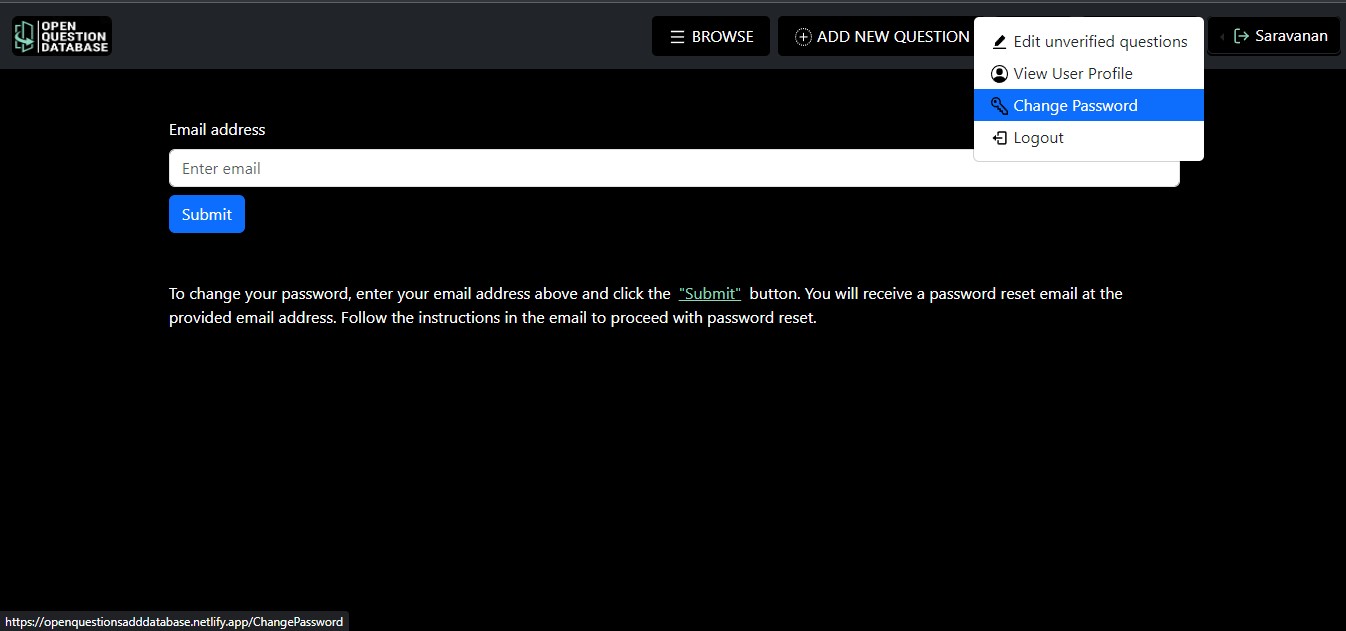 OPEN
QUESTION
DATABASE
BROWSE
ADD NEW QUESTION
Saravanan
Edit unverified questions
View User Profile
Change Password
Logout
Email address
Enter email
Submit
To change your password, enter your email address above and click the "Submit" button. You will receive a password reset email at the
provided email address. Follow the instructions in the email to proceed with password reset.
https://openquestionsadddatabase.netlify.app/ChangePassword